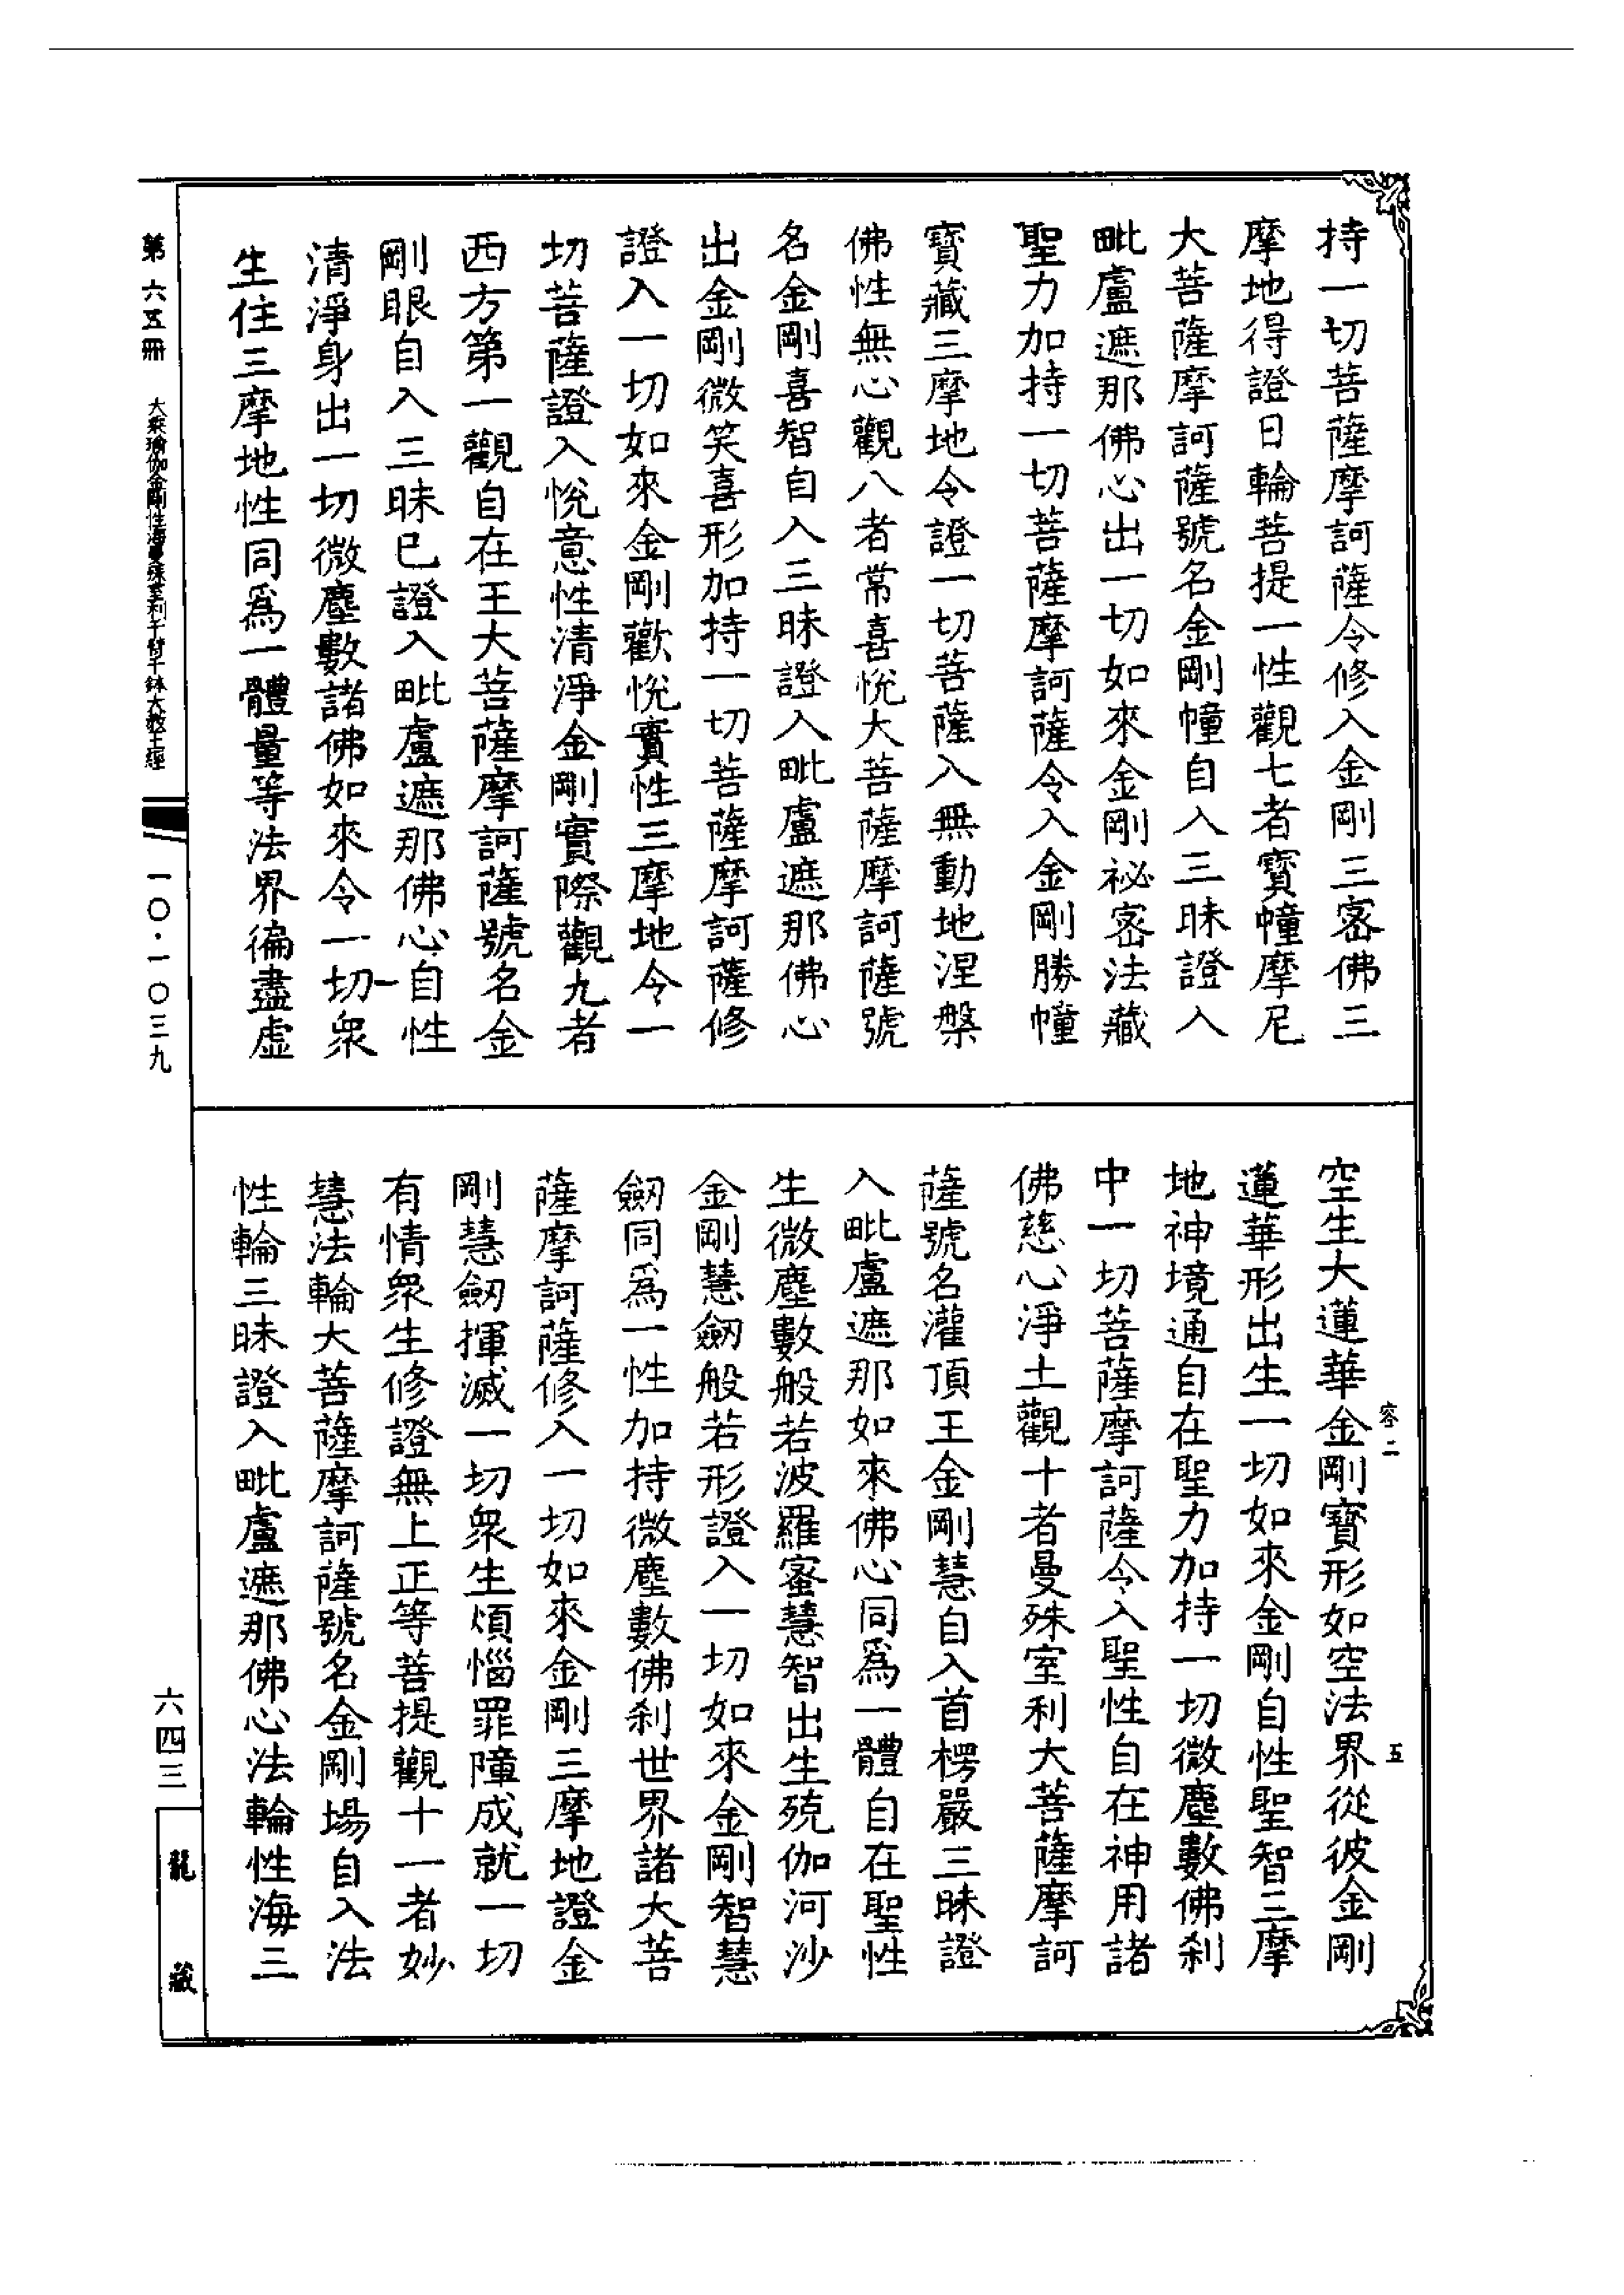 持一切菩薩摩訶薩令修入金剛三密佛三
摩地得證日輪菩提一性觀七者寶幢摩尼
大菩薩摩訶薩號名金剛幢自入三昧證入
毗盧遮那佛心出一切如來金剛祕密法藏
聖力加持一切菩薩摩訶薩令入金剛勝幢
寶藏三摩地令證一切菩薩入無動地涅槃
佛性無心觀八者常喜悅大菩薩摩訶薩號
名金剛喜智自入三昧證入毗盧遮那佛心
出金剛微笑喜形加持一切菩薩摩訶薩修
證入一切如來金剛歡悅實性三摩地令一
切菩薩證入悅意性清淨金剛實際觀九者
西方第一觀自在王大菩薩摩訶薩號名金
剛眼自入三昧已證入毗盧遮那佛心自性
清淨身出一切微塵數諸佛如來令一切眾
生住三摩地性同為一體量等法界徧盡虛
空生大蓮華金剛寶形如空法界從彼金剛
蓮華形出生一切如來金剛自性聖智三摩
地神境通自在聖力加持一切微塵數佛剎
中一切菩薩摩訶薩令入聖性自在神用諸
佛慈心淨土觀十者曼殊室利大菩薩摩訶
薩號名灌頂王金剛慧自入首楞嚴三昧證
入毗盧遮那如來佛心同為一體自在聖性
生微塵數般若波羅蜜慧智出生殑伽河沙
金剛慧劒般若形證入一切如來金剛智慧
劒同為一性加持微塵數佛剎世界諸大菩
薩摩訶薩修入一切如來金剛三摩地證金
剛慧劒揮滅一切眾生煩惱罪障成就一切
有情眾生修證無上正等菩提觀十一者妙
慧法輪大菩薩摩訶薩號名金剛場自入法
性輪三昧證入毗盧遮那佛心法輪性海三
容二
五
第六五冊
大乘瑜伽金剛性海曼殊室利千臂千鉢大教王經
一〇·一〇三九
六四三
龍藏